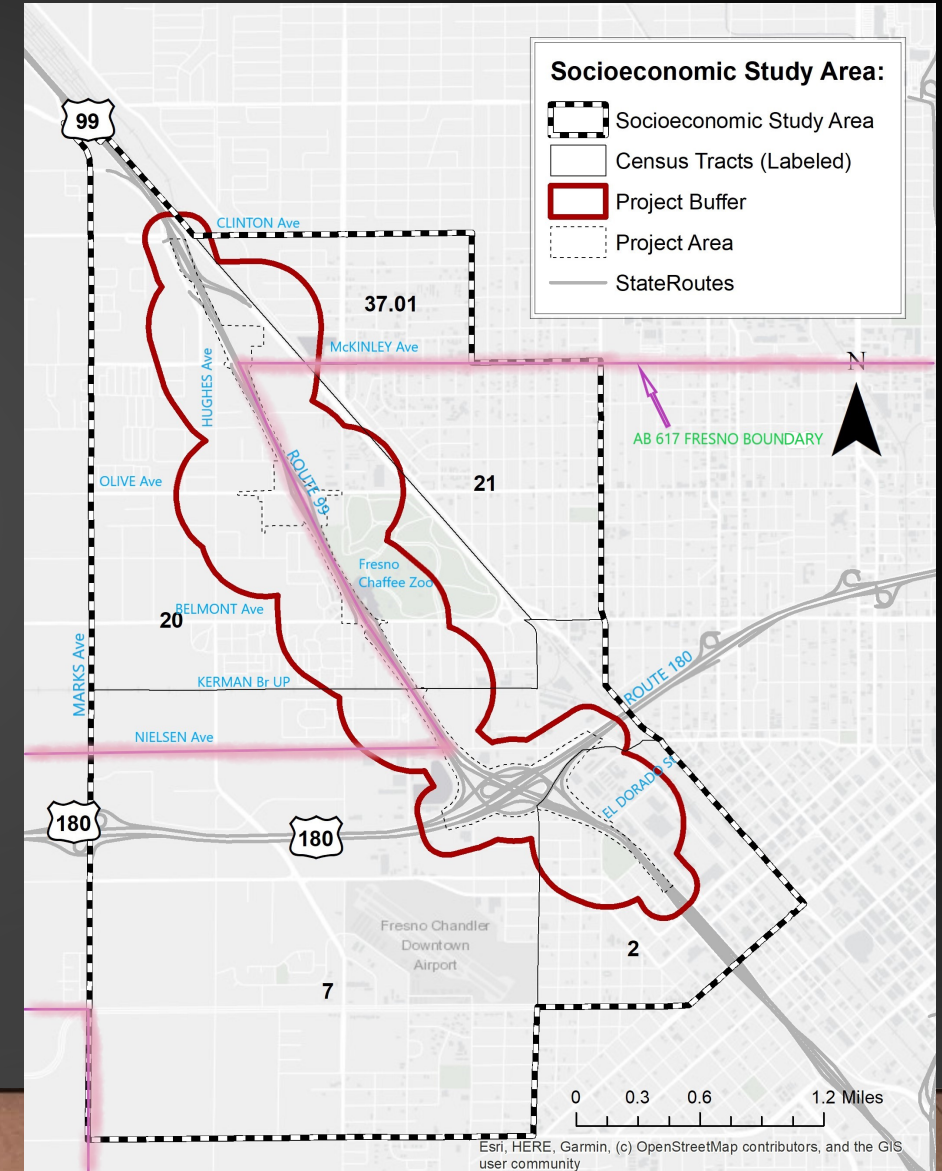 Socioeconomic Study Area:
Socioeconomic Study Area
Census Tracts (Labeled)
Project Buffer
Project Area
StateRoutes
99
CLINTON Ave
37.01
McKINLEY Ave
N
HUGHES Ave
AB 617 FRESNO BOUNDARY
OLIVE Ave
ROUTE 99
21
Fresno
Chaffee Zoo
BELMONT Ave
20
MARKS Ave
KERMAN Br UP
ROUTE 180
NIELSEN Ave
EL DORADO St
180
180
Fresno Chandler
Downtown
Airport
2
7
0 0.3 0.6 1.2 Miles
Esri, HERE, Garmin, (c) OpenStreetMap contributors, and the GIS
user community